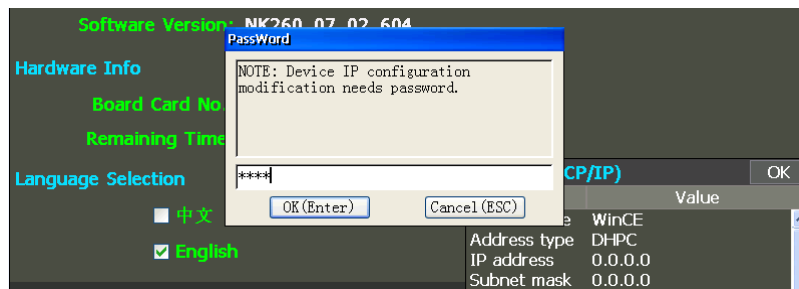 Software Version: NK260_07_02_604
PassWord
Hardware Info
NOTE: Device IP configuration
modification needs password.
Board Card No.
Remaining Time
Language Selection
****
CP/IP)
OK
OK(Enter)
Cancel(ESC)
Value
中文
e WinCE
English
Address type DHPC
IP address 0.0.0.0
Subnet mask 0.0.0.0